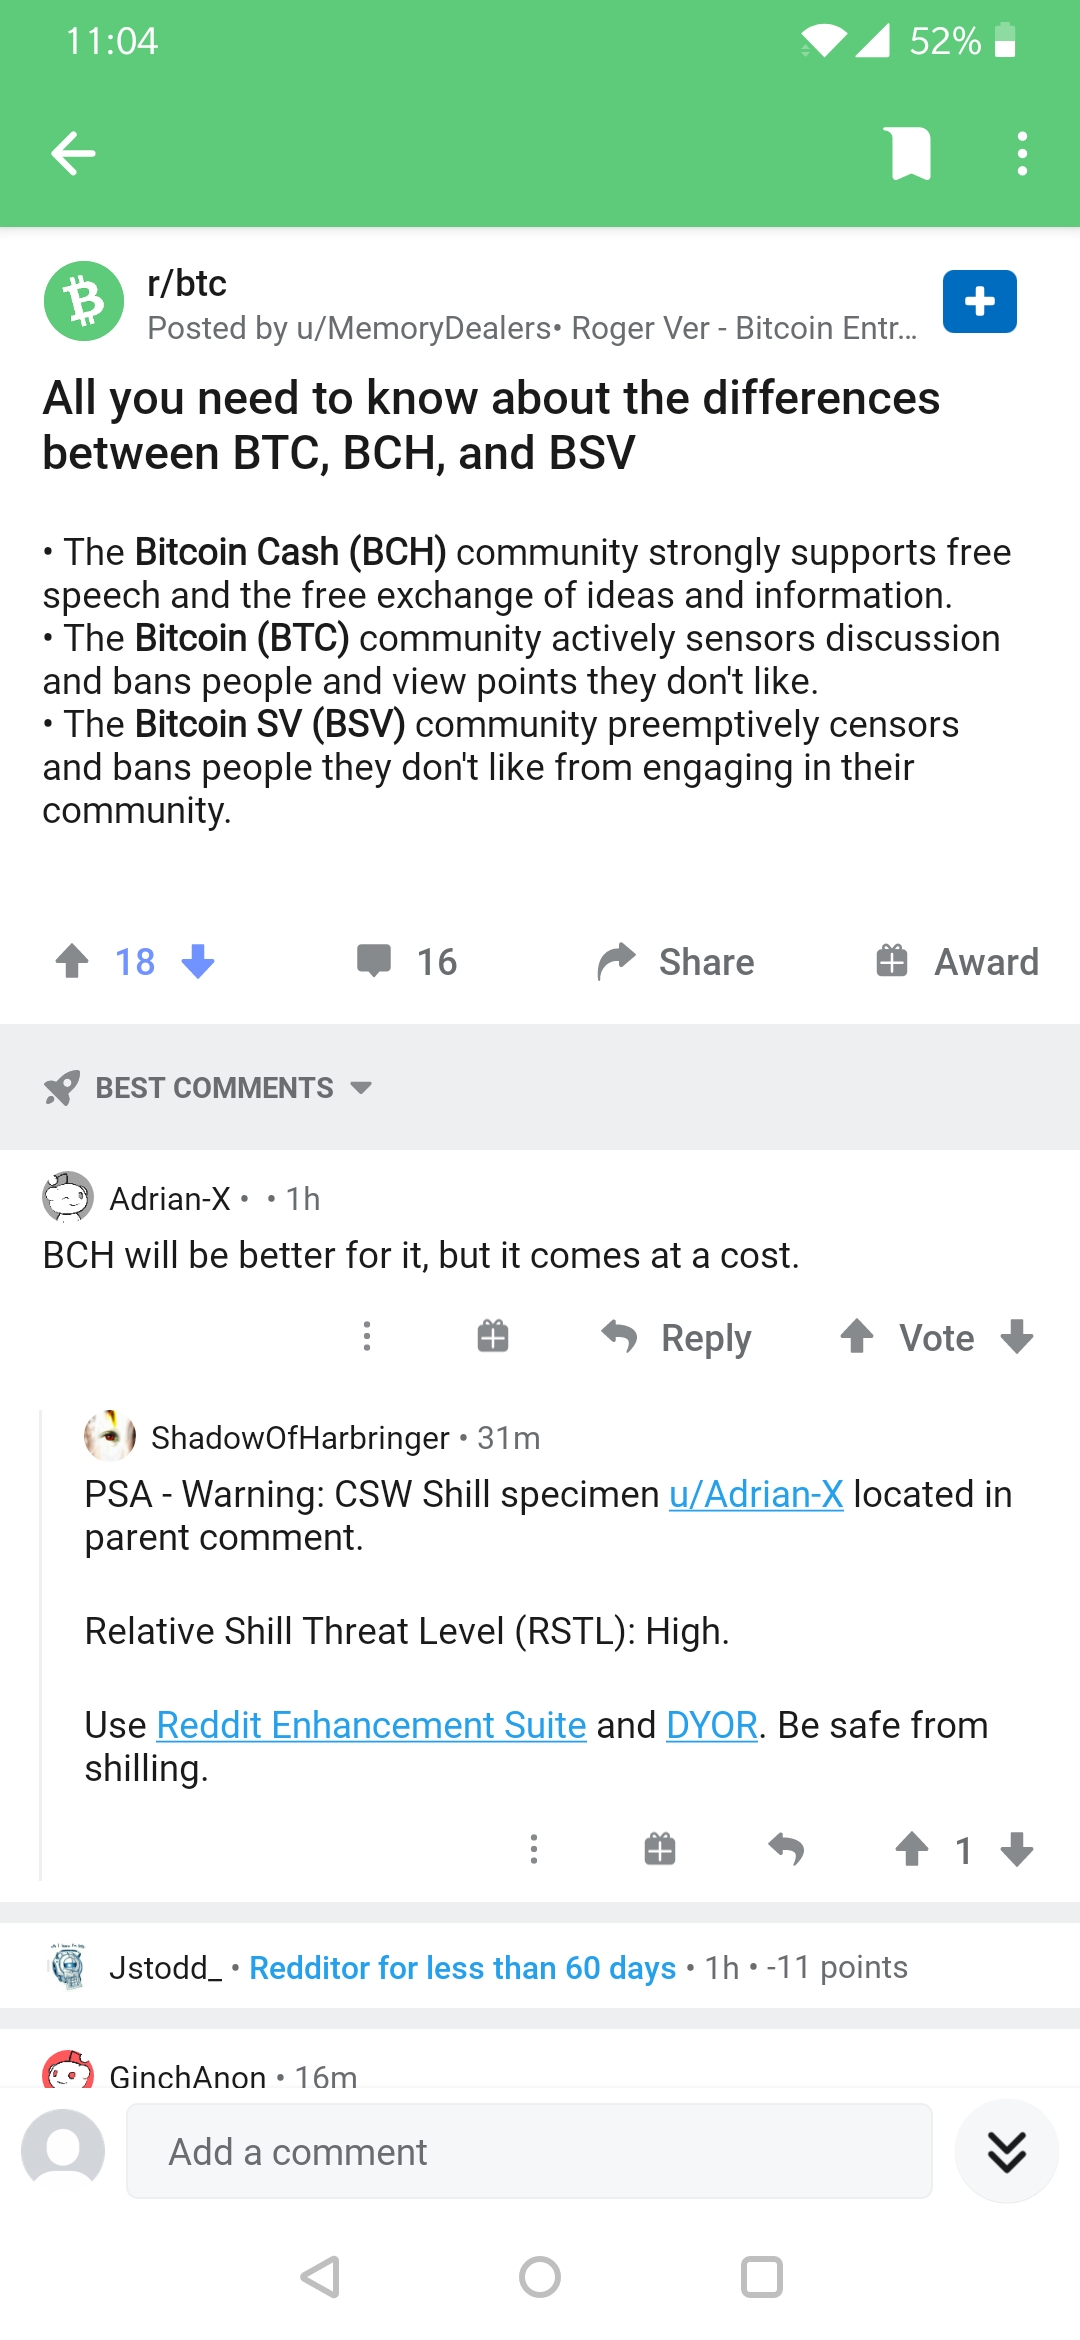 11:04
52%
r/btc
Posted by u/MemoryDealers• Roger Ver - Bitcoin Entr...
All you need to know about the differences
between BTC, BCH, and BSV
• The Bitcoin Cash (BCH) community strongly supports free
speech and the free exchange of ideas and information.
• The Bitcoin (BTC) community actively sensors discussion
and bans people and view points they don't like.
• The Bitcoin SV (BSV) community preemptively censors
and bans people they don't like from engaging in their
community.
18
16
Share
Award
BEST COMMENTS
Adrian-X • • 1h
BCH will be better for it, but it comes at a cost.
Reply
Vote
ShadowOfHarbringer • 31m
PSA - Warning: CSW Shill specimen u/Adrian-X located in
parent comment.
Relative Shill Threat Level (RSTL): High.
Use Reddit Enhancement Suite and DYOR. Be safe from
shilling.
1
Jstodd_ • Redditor for less than 60 days • 1h • -11 points
GinchAnon • 16m
Add a comment